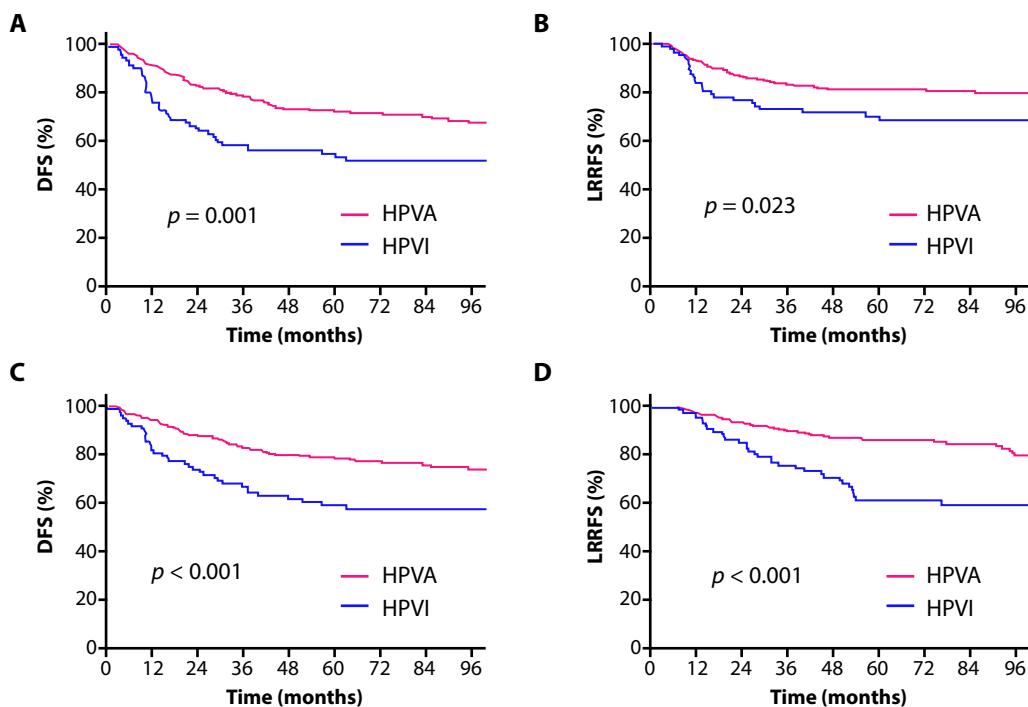 A
DFS (%)
100
80
60
40
20
0
p = 0.001
HPVA
HPVI
0 12 24 36 48 60 72 84 96
Time (months)
B
LRRFS (%)
100
80
60
40
20
0
p = 0.023
HPVA
HPVI
0 12 24 36 48 60 72 84 96
Time (months)
C
DFS (%)
100
80
60
40
20
0
p < 0.001
HPVA
HPVI
0 12 24 36 48 60 72 84 96
Time (months)
D
LRRFS (%)
100
80
60
40
20
0
p < 0.001
HPVA
HPVI
0 12 24 36 48 60 72 84 96
Time (months)